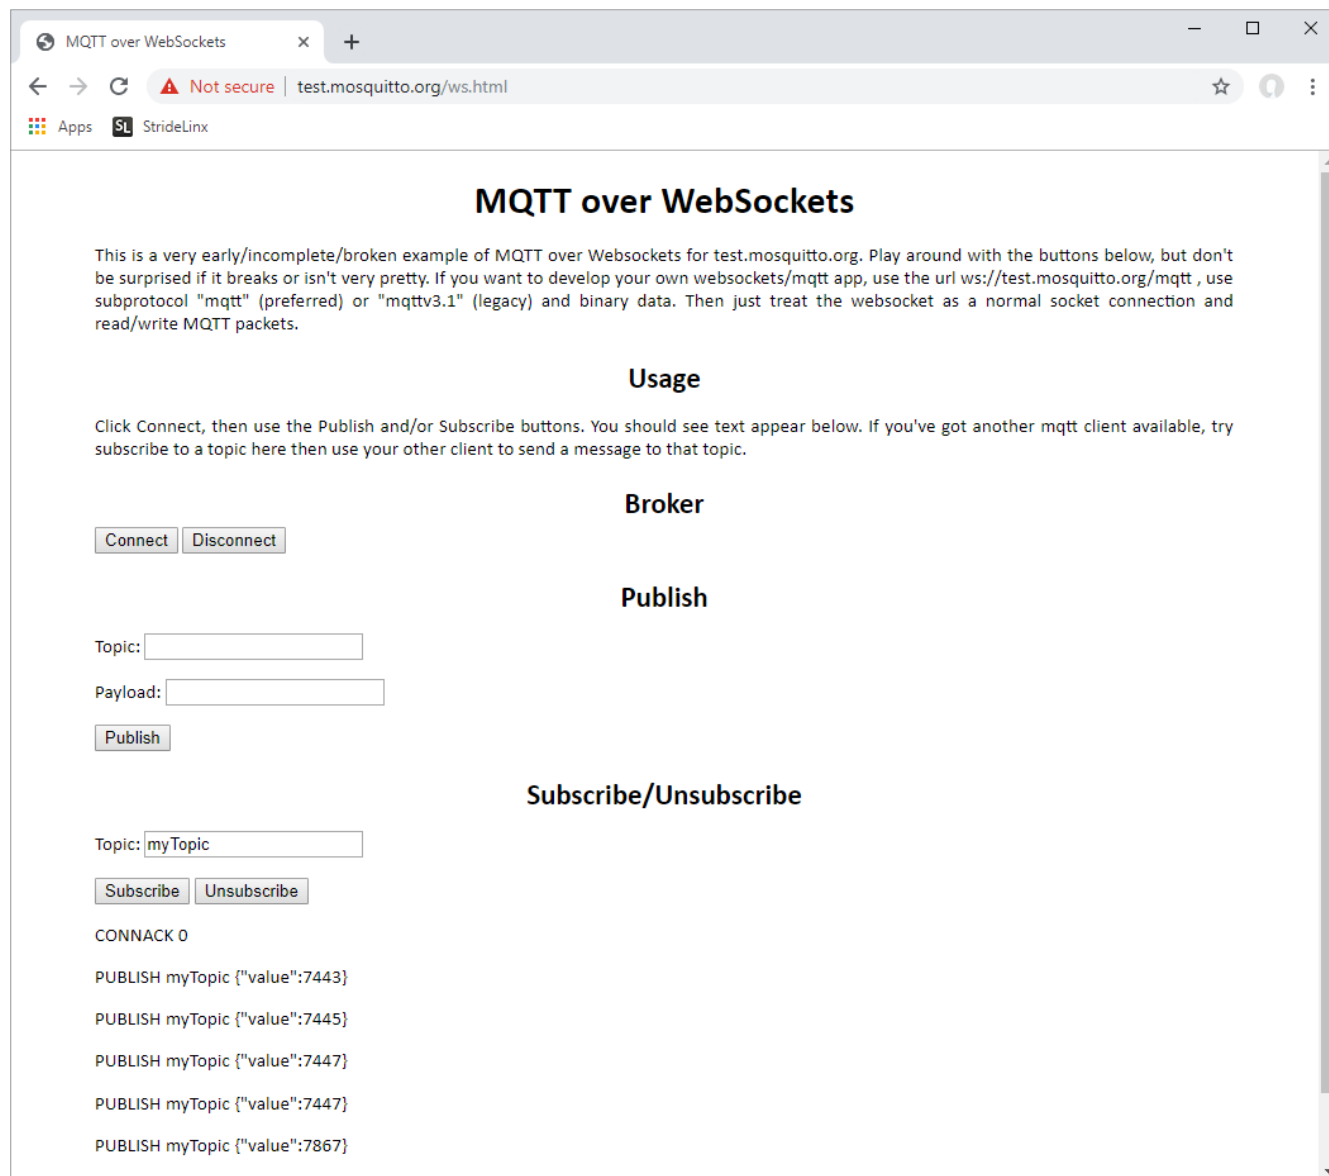 MQTT over WebSockets
Not secure | test.mosquitto.org/ws.html
Apps SL StrideLinx
MQTT over WebSockets
This is a very early/incomplete/broken example of MQTT over Websockets for test.mosquitto.org. Play around with the buttons below, but don't
be surprised if it breaks or isn't very pretty. If you want to develop your own websockets/mqtt app, use the url ws://test.mosquitto.org/mqtt , use
subprotocol "mqtt" (preferred) or "mqttv3.1" (legacy) and binary data. Then just treat the websocket as a normal socket connection and
read/write MQTT packets.
Usage
Click Connect, then use the Publish and/or Subscribe buttons. You should see text appear below. If you've got another mqtt client available, try
subscribe to a topic here then use your other client to send a message to that topic.
Broker
Connect Disconnect
Publish
Topic:
Payload:
Publish
Subscribe/Unsubscribe
Topic: myTopic
Subscribe Unsubscribe
CONNACK 0
PUBLISH myTopic {"value":7443}
PUBLISH myTopic {"value":7445}
PUBLISH myTopic {"value":7447}
PUBLISH myTopic {"value":7447}
PUBLISH myTopic {"value":7867}